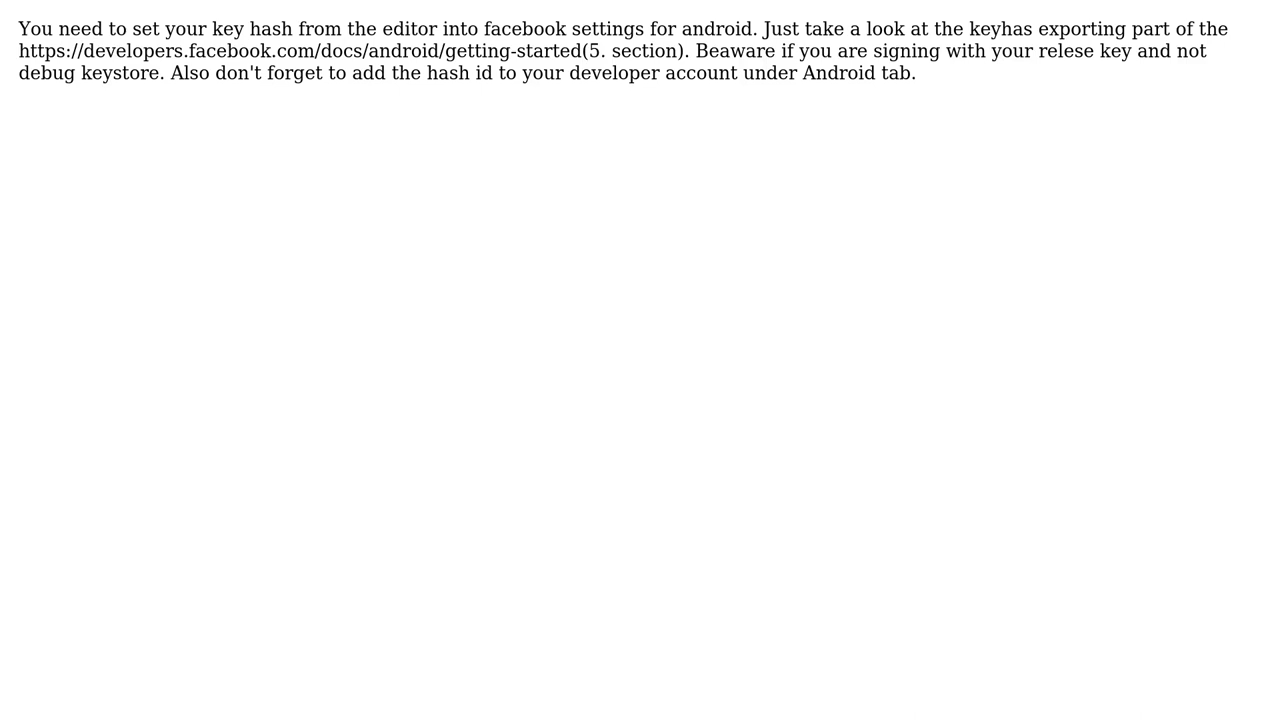 You need to set your key hash from the editor into facebook settings for android. Just take a look at the keyhas exporting part of the
https://developers.facebook.com/docs/android/getting-started(5. section). Beaware if you are signing with your relese key and not
debug keystore. Also don't forget to add the hash id to your developer account under Android tab.